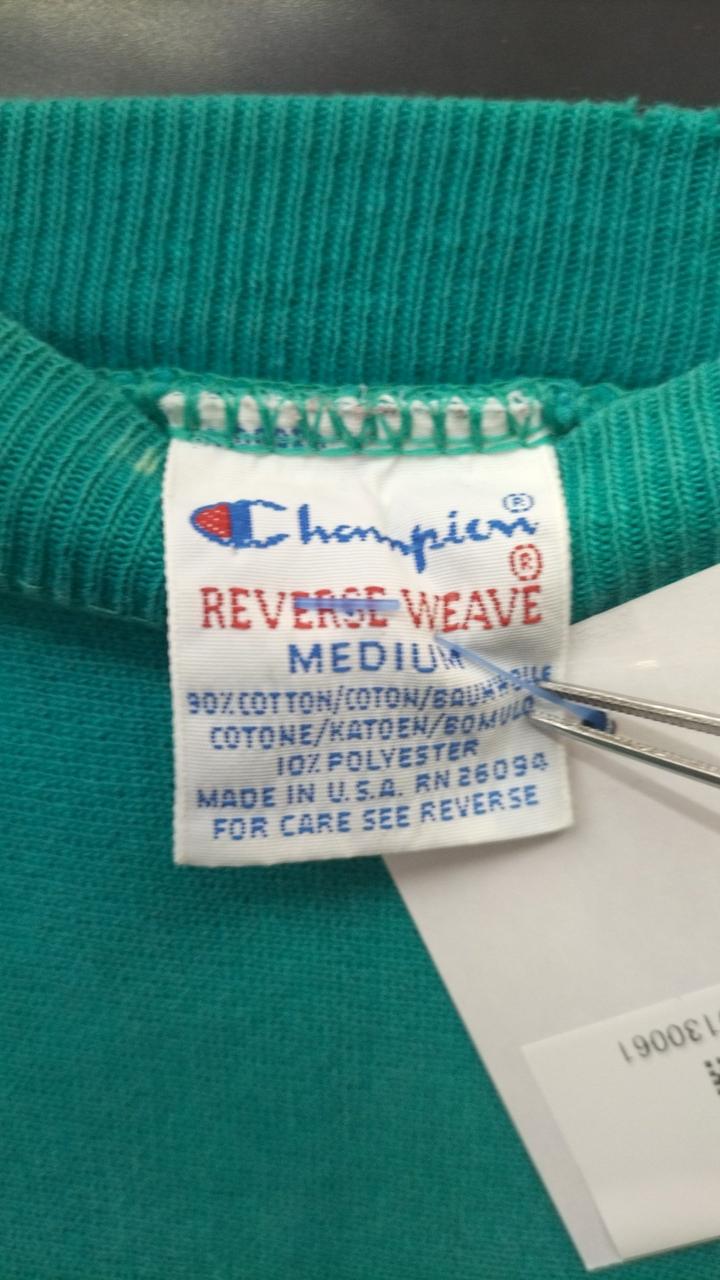 Champion®
®
REVERSE WEAVE
MEDIUM
90% COTTON/COTON/BAUMWOLLE
COTONE/KATOEN/BOMULD
10% POLYESTER
MADE IN U.S.A. RN 26094
FOR CARE SEE REVERSE
130061